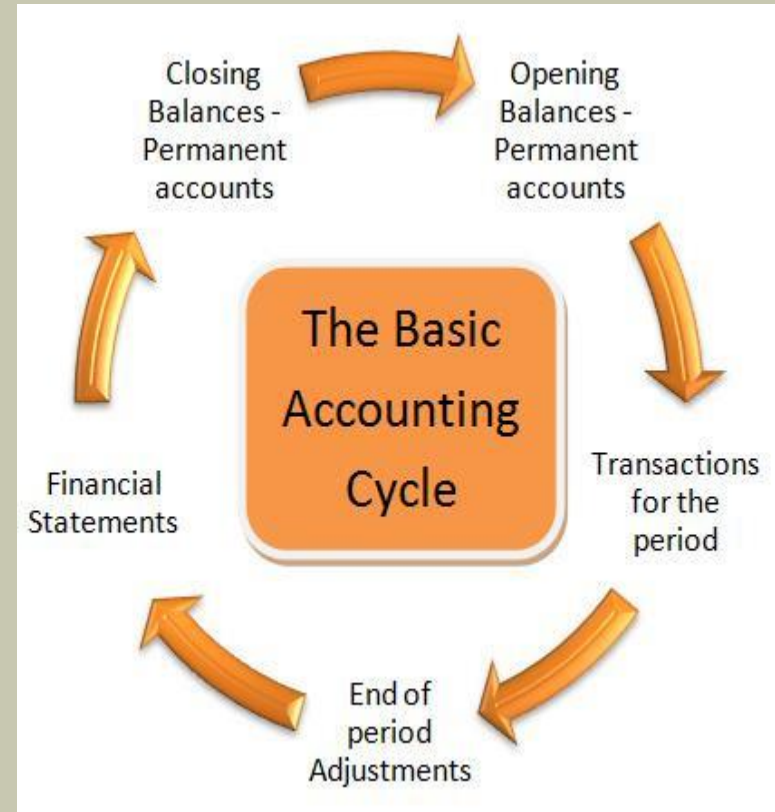 Closing
Balances -
Permanent
accounts
Opening
Balances -
Permanent
accounts
The Basic
Accounting
Cycle
Transactions
for the
period
End of
period
Adjustments
Financial
Statements